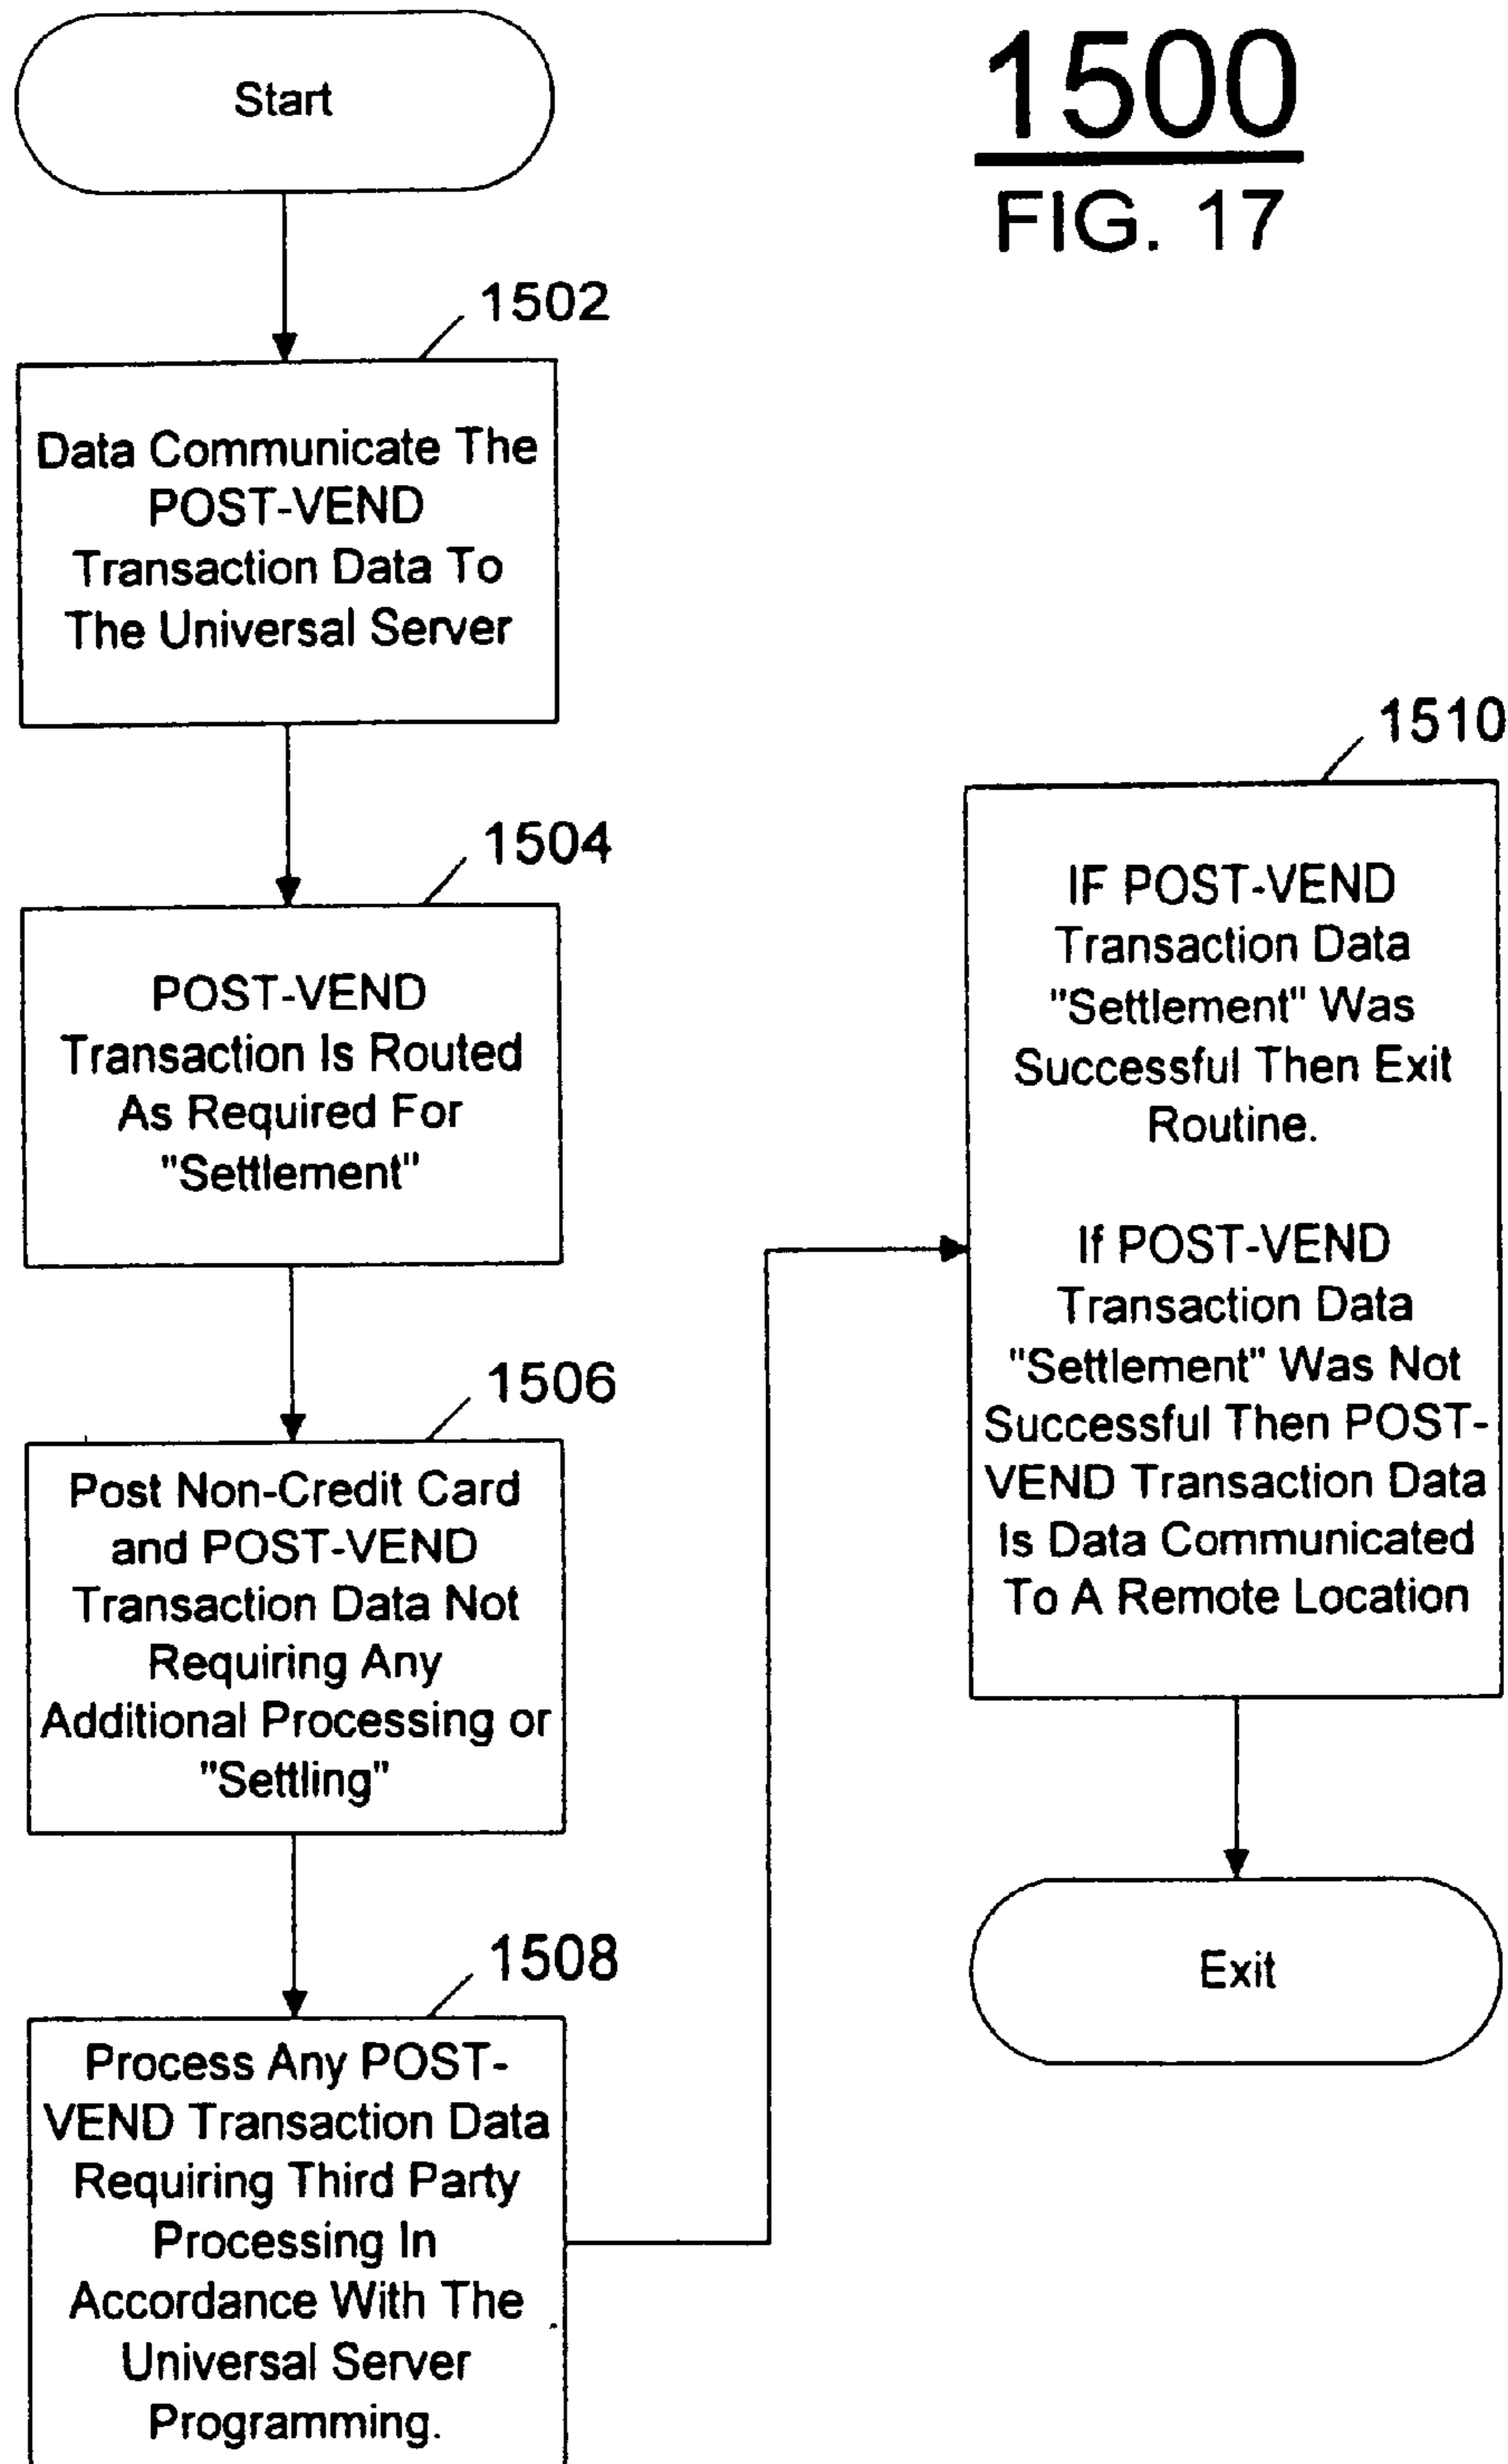 1500
FIG. 17
Start
1502
Data Communicate The
POST-VEND
Transaction Data To
The Universal Server
1504
POST-VEND
Transaction Is Routed
As Required For
"Settlement"
1506
Post Non-Credit Card
and POST-VEND
Transaction Data Not
Requiring Any
Additional Processing or
"Settling"
1508
Process Any POST-
VEND Transaction Data
Requiring Third Party
Processing In
Accordance With The
Universal Server
Programming.
1510
IF POST-VEND
Transaction Data
"Settlement" Was
Successful Then Exit
Routine.
If POST-VEND
Transaction Data
"Settlement" Was Not
Successful Then POST-
VEND Transaction Data
Is Data Communicated
To A Remote Location
Exit